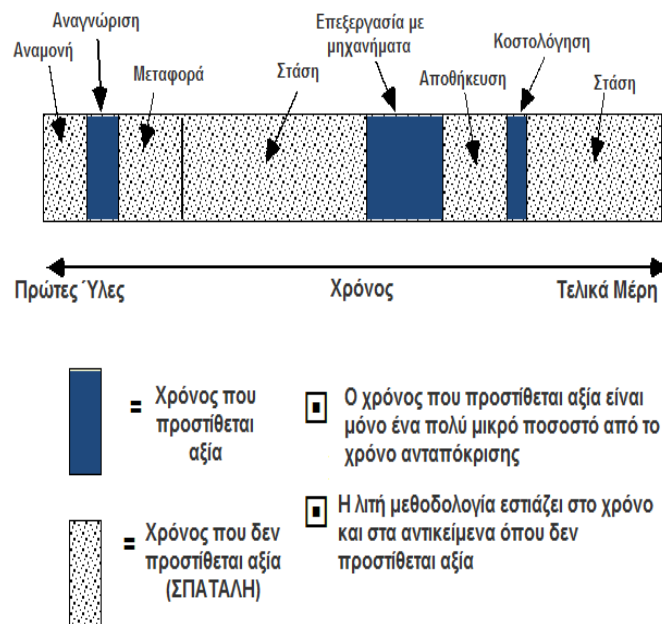 Αναγνώριση
Αναμονή
Μεταφορά
Στάση
Επεξεργασία με
μηχανήματα
Αποθήκευση
Κοστολόγηση
Στάση
Πρώτες Ύλες
Χρόνος
Τελικά Μέρη
= Χρόνος που
προστίθεται
αξία
Ο χρόνος που προστίθεται αξία είναι
μόνο ένα πολύ μικρό ποσοστό από το
χρόνο ανταπόκρισης
= Χρόνος που δεν
προστίθεται αξία
(ΣΠΑΤΑΛΗ)
Η λιτή μεθοδολογία εστιάζει στο χρόνο
και στα αντικείμενα όπου δεν
προστίθεται αξία